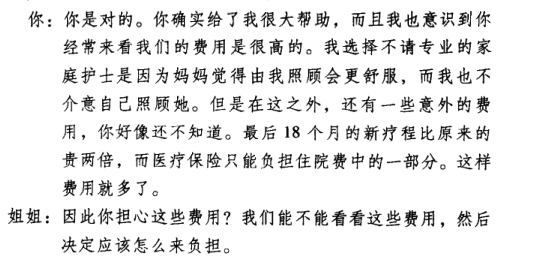 你：你是对的。你确实给了我很大帮助，而且我也意识到你
经常来看我们的费用是很高的。我选择不请专业的家
庭护士是因为妈妈觉得由我照顾会更舒服，而我也不
介意自己照顾她。但是在这之外，还有一些意外的费
用，你好像还不知道。最后 18 个月的新疗程比原来的
贵两倍，而医疗保险只能负担住院费中的一部分。这样
费用就多了。
姐姐：因此你担心这些费用？我们能不能看看这些费用，然后
决定应该怎么来负担。